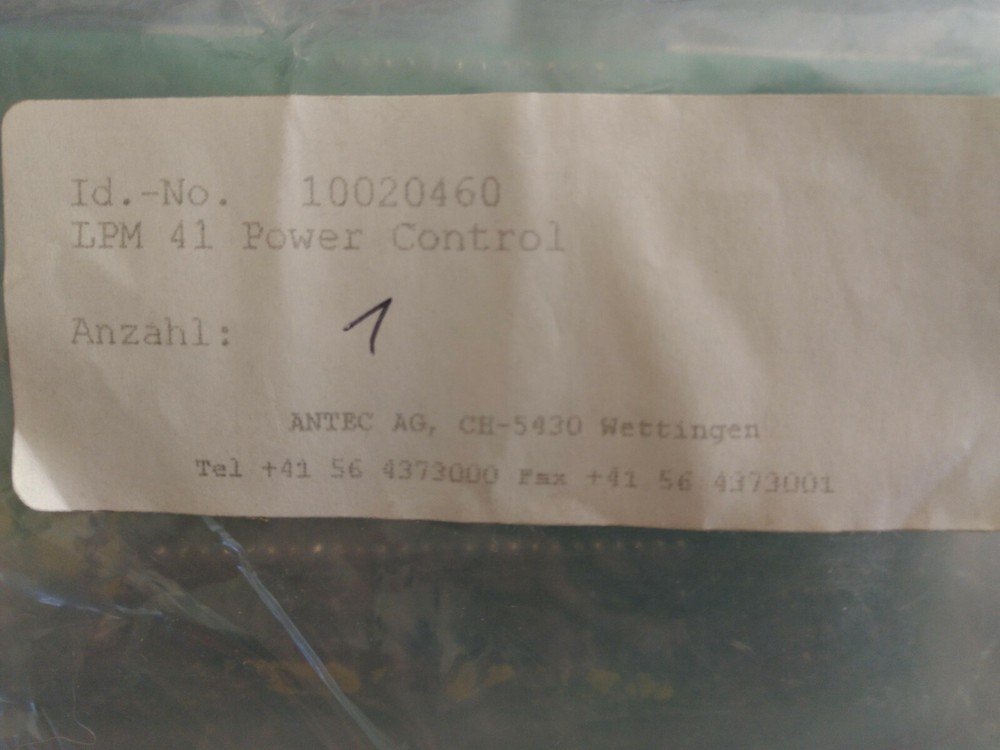 Id.-No. 10020460
LPM 41 Power Control
Anzahl: 1
ANTEC AG, CH-5430 Wettingen
Tel +41 56 4373000 Fax +41 56 4373001